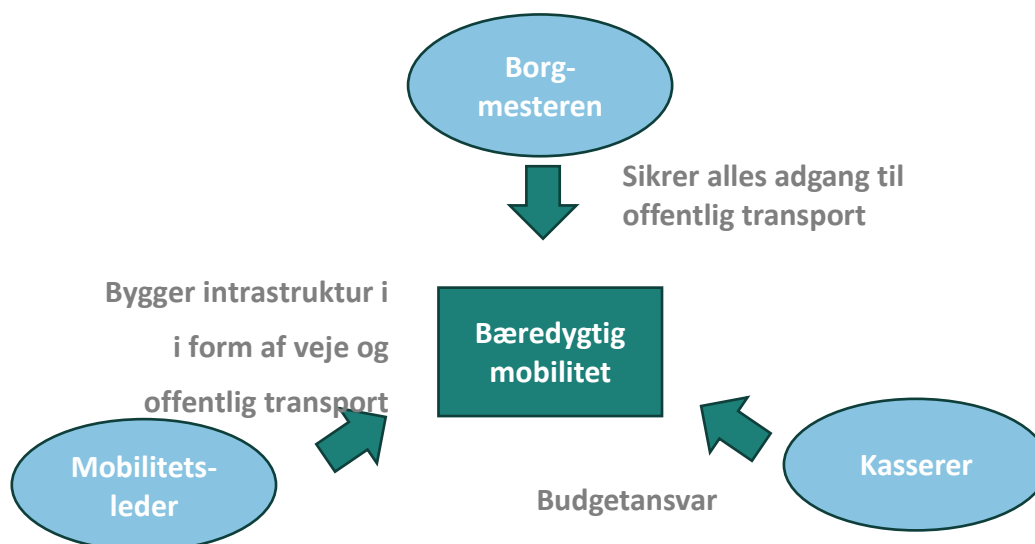 Borg-
mesteren
Sikrer alles adgang til
offentlig transport
Bygger intrastruktur i
i form af veje og
offentlig transport
Bæredygtig
mobilitet
Mobilitets-
leder
Budgetansvar
Kasserer